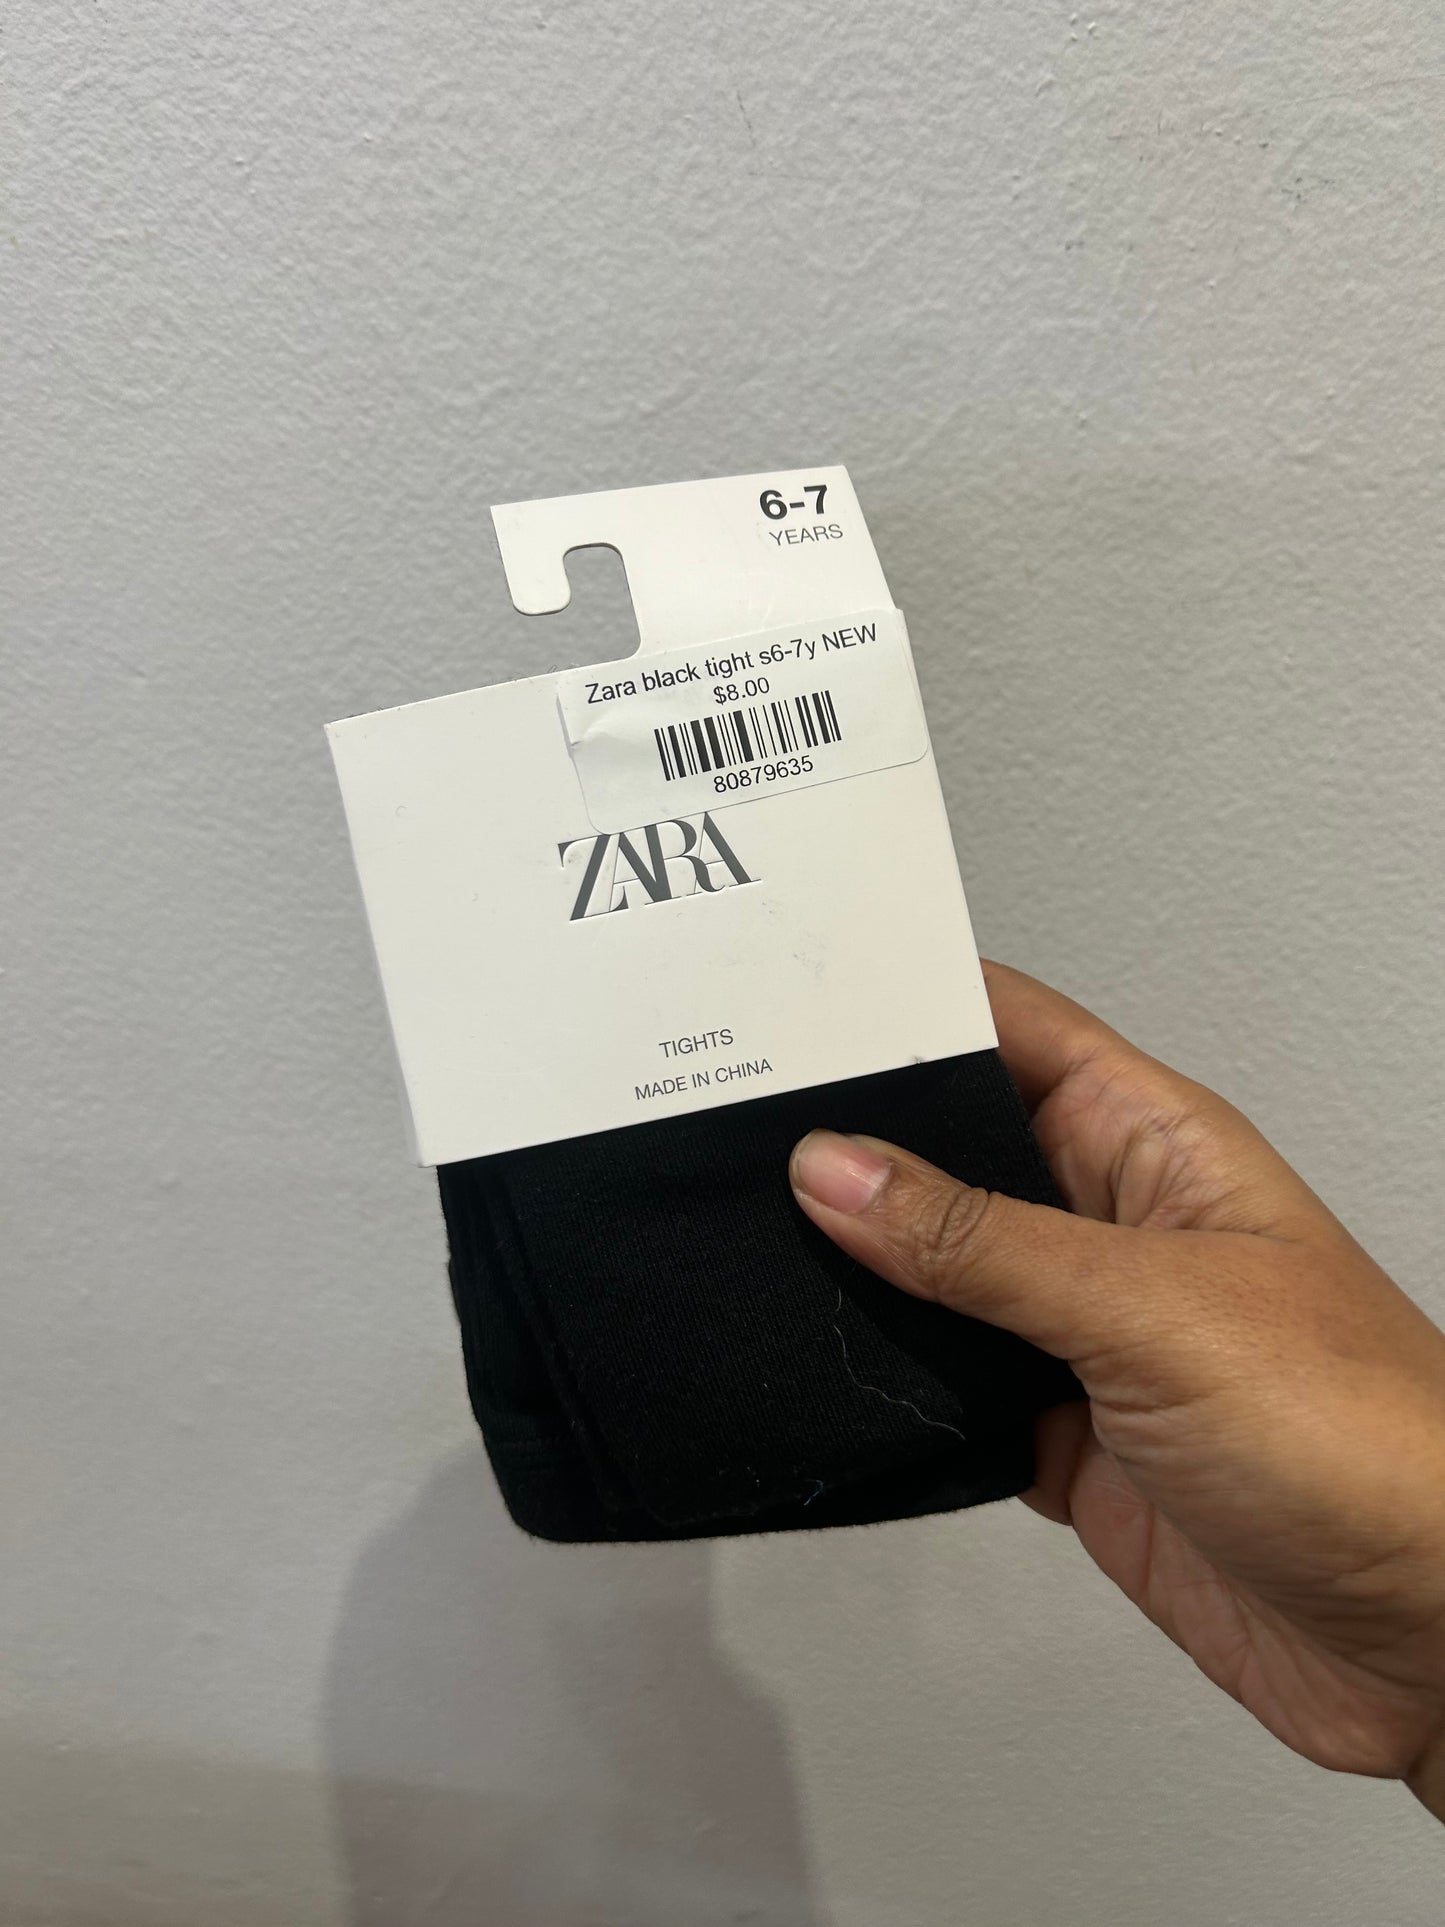 6-7
YEARS
Zara black tight s6-7y NEW
$8.00
80879635
ZARA
TIGHTS
MADE IN CHINA